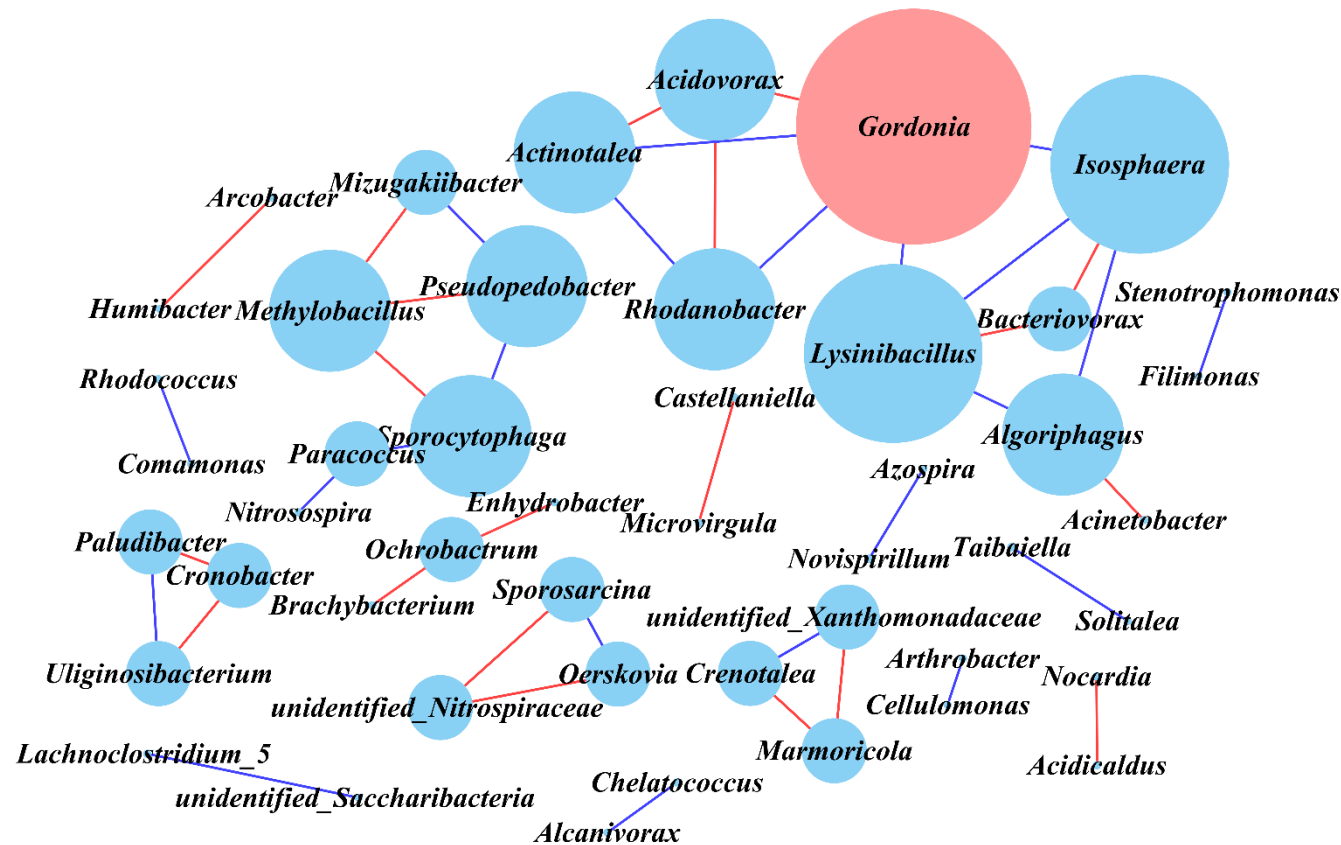 Acidovorax
Gordonia
Actinotalea
Isosphaera
Mizugakiibacter
Arcobacter
Pseudopedobacter
Stenotrophomonas
Humibacter
Methylobacillus
Rhodanobacter
Bacteriovorax
Lysinibacillus
Rhodococcus
Filimonas
Castellaniella
Sporocytophaga
Algoriphagus
Paracoccus
Comamonas
Azospira
Enhydrobacter
Nitrosospira
Microvirgula
Acinetobacter
Paludibacter
Ochrobactrum
Taibaiella
Novispirillum
Cronobacter
Sporosarcina
Brachybacterium
unidentified_Xanthomonadaceae
Solitalea
Arthrobacter
Uliginosibacterium
Oerskovia
Crenotalea
Nocardia
unidentified_Nitrospiraceae
Cellulomonas
Marmoricola
Lachnoclostridium_5
Acidicaldus
Chelatococcus
unidentified_Saccharibacteria
Alcanivorax